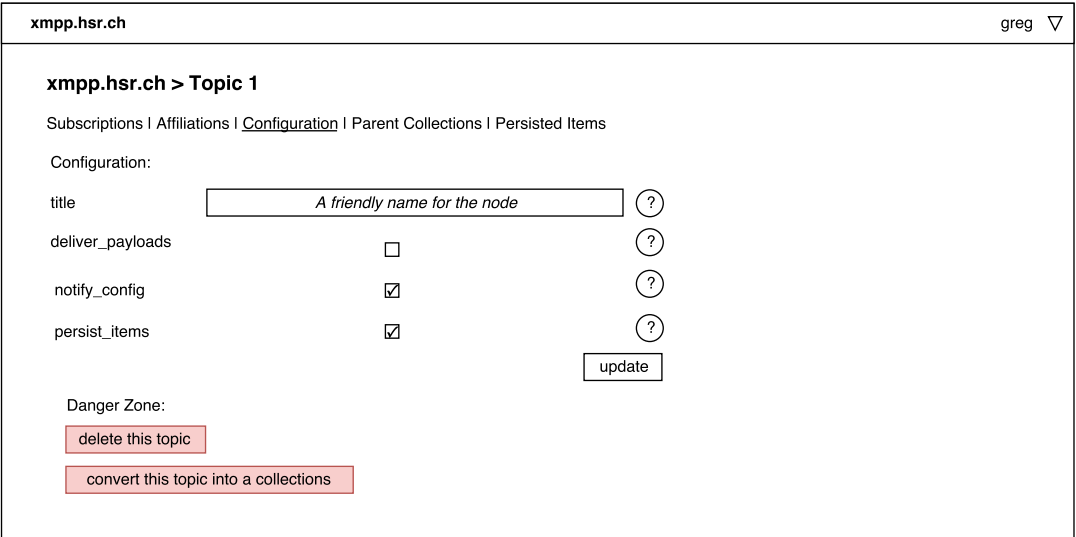 xmpp.hsr.ch greg ▽
xmpp.hsr.ch > Topic 1
Subscriptions | Affiliations | Configuration | Parent Collections | Persisted Items
Configuration:
title A friendly name for the node ?
deliver_payloads ☐ ?
notify_config ☑ ?
persist_items ☑ ?
update
Danger Zone:
delete this topic
convert this topic into a collections